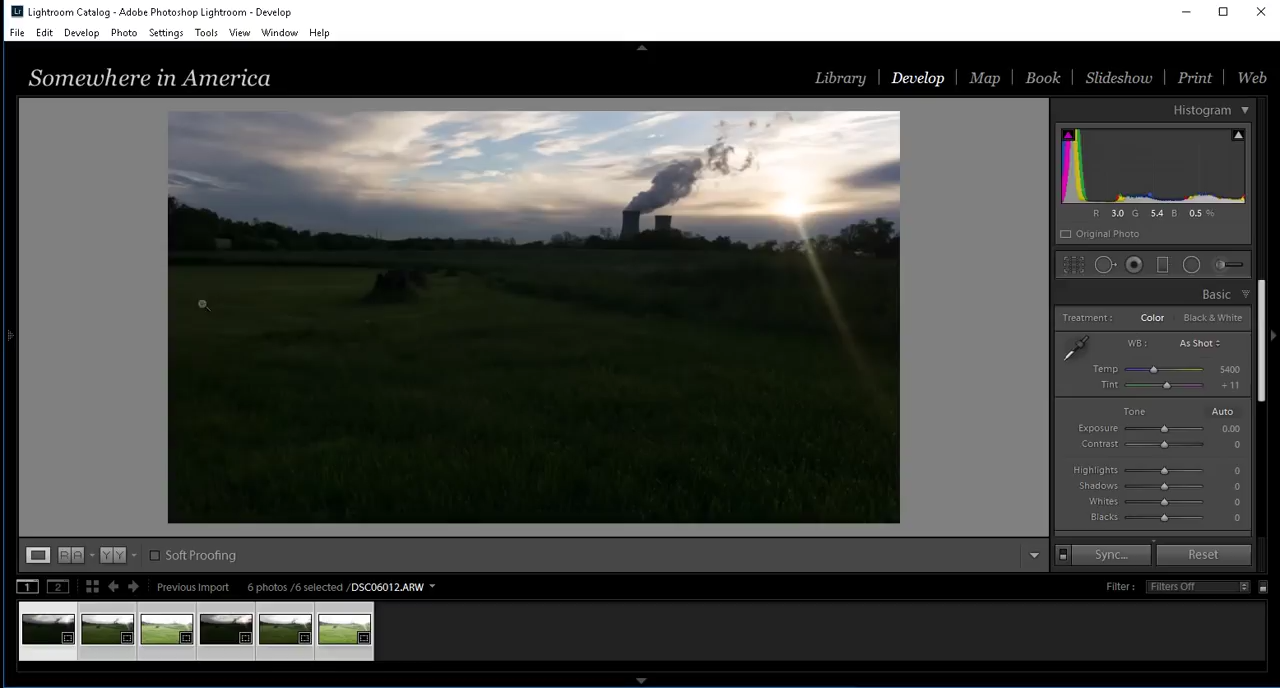 Lr Lightroom Catalog - Adobe Photoshop Lightroom - Develop
File Edit Develop Photo Settings Tools View Window Help
Somewhere in America
Library | Develop | Map | Book | Slideshow | Print | Web
Histogram
R 3.0 G 5.4 B 0.5 %
Original Photo
Basic
Treatment : Color Black & White
WB : As Shot
Temp 5400
Tint + 11
Tone Auto
Exposure 0.00
Contrast 0
Highlights 0
Shadows 0
Whites 0
Blacks 0
R A Y Y Soft Proofing
Sync... Reset
1 2 Previous Import 6 photos /6 selected /DSC06012.ARW
Filter : Filters Off